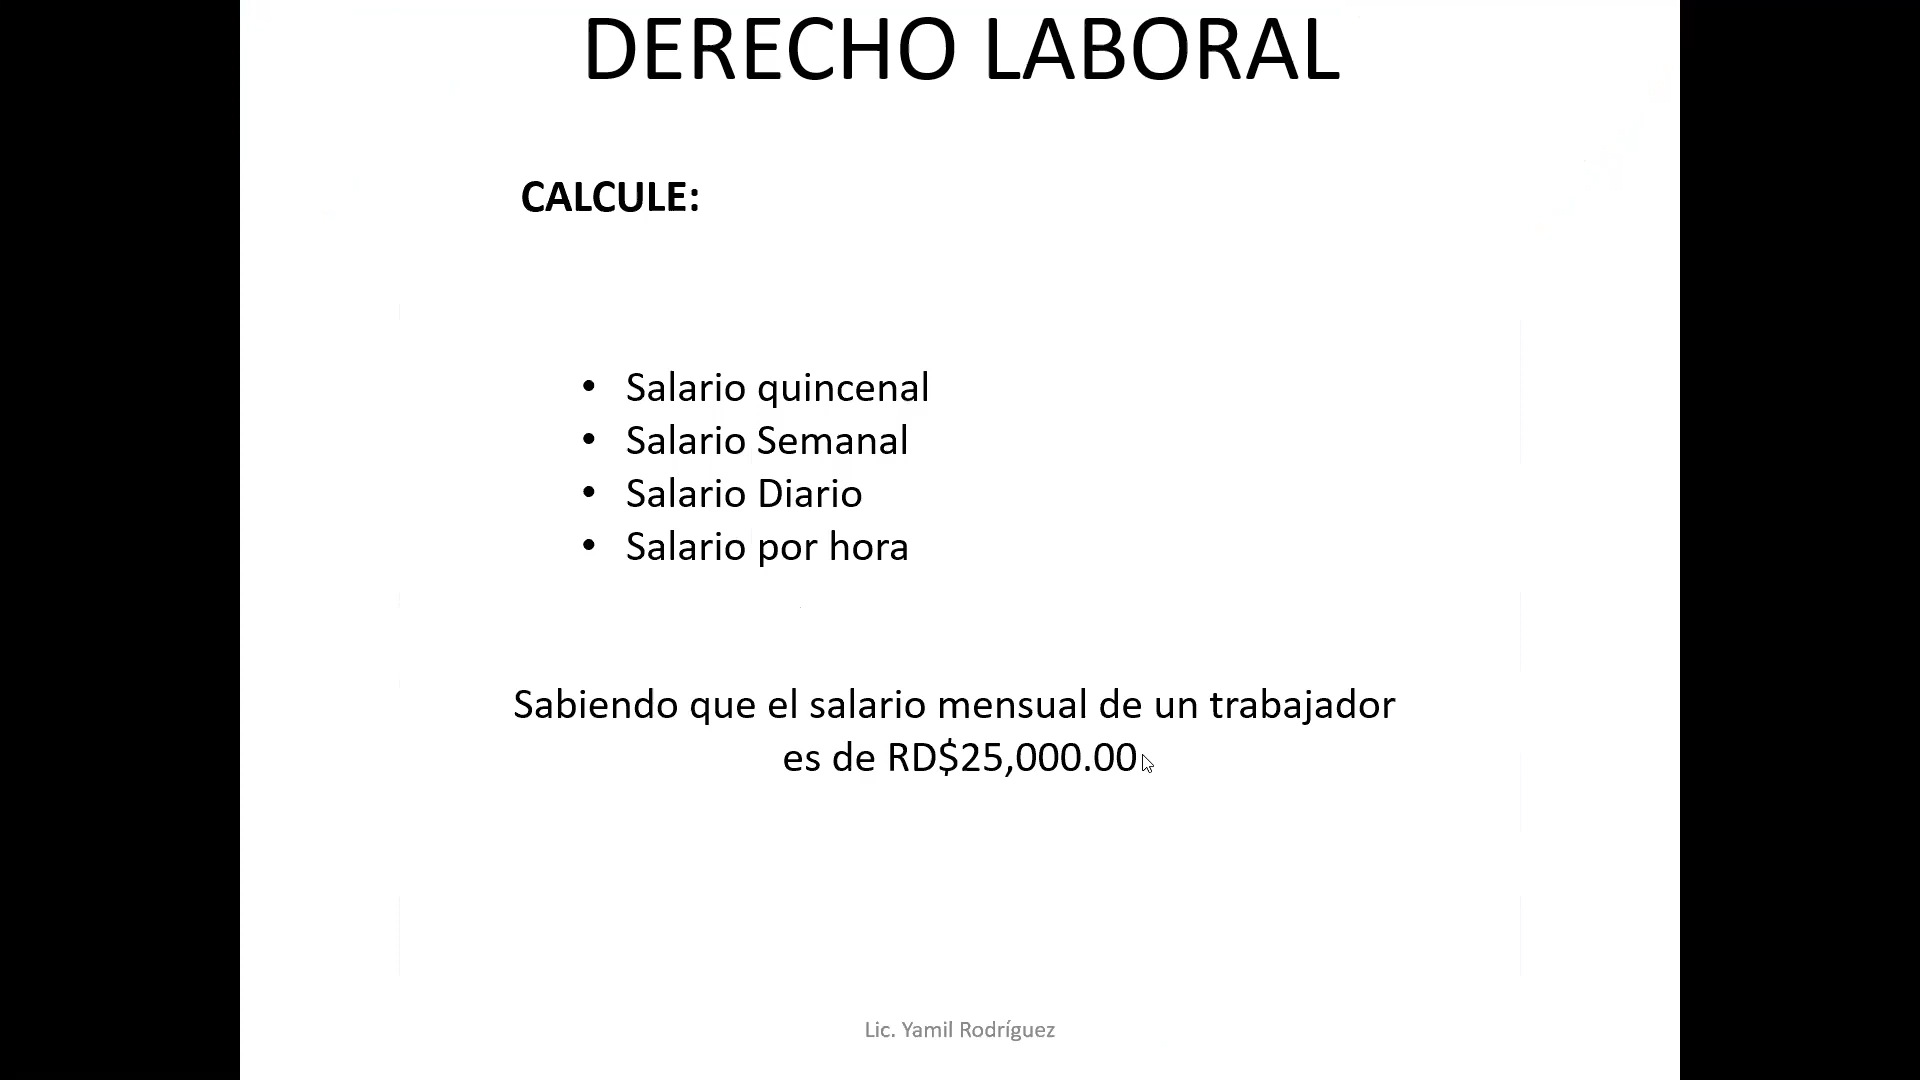 DERECHO LABORAL
CALCULE:
• Salario quincenal
• Salario Semanal
• Salario Diario
• Salario por hora
Sabiendo que el salario mensual de un trabajador
es de RD$25,000.00
Lic. Yamil Rodríguez